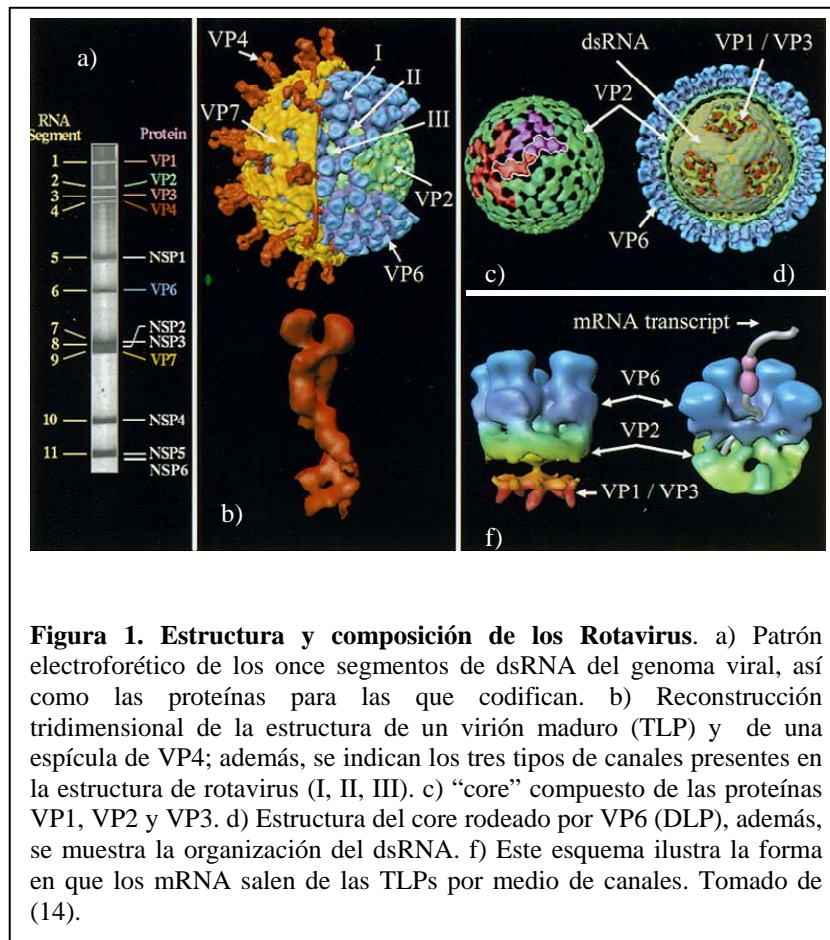 a)
RNA
Segment
Protein
1
VP1
2
VP2
3
VP3
4
VP4
5
NSP1
6
VP6
7
NSP2
8
NSP3
9
VP7
10
NSP4
11
NSP5
NSP6
VP4
I
II
VP7
III
VP2
VP6
b)
dsRNA
VP1 / VP3
VP2
VP6
c)
d)
mRNA transcript
VP6
VP2
VP1 / VP3
f)
Figura 1. Estructura y composición de los Rotavirus. a) Patrón
electroforético de los once segmentos de dsRNA del genoma viral, así
como las proteínas para las que codifican. b) Reconstrucción
tridimensional de la estructura de un virión maduro (TLP) y de una
espícula de VP4; además, se indican los tres tipos de canales presentes en
la estructura de rotavirus (I, II, III). c) “core” compuesto de las proteínas
VP1, VP2 y VP3. d) Estructura del core rodeado por VP6 (DLP), además,
se muestra la organización del dsRNA. f) Este esquema ilustra la forma
en que los mRNA salen de las TLPs por medio de canales. Tomado de
(14).